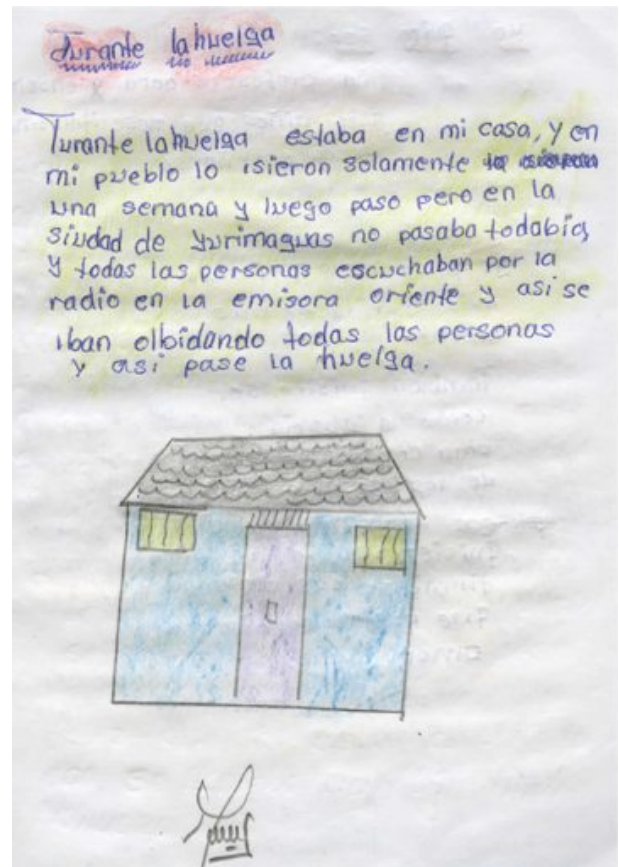 Durante la huelga
Durante la huelga estaba en mi casa, y en
mi pueblo lo isieron solamente
una semana y luego paso pero en la
siudad de yurimaguas no pasaba todabia,
y todas las personas escuchaban por la
radio en la emisora oriente y asi se
iban olbidando todas las personas
y asi pase la huelga.